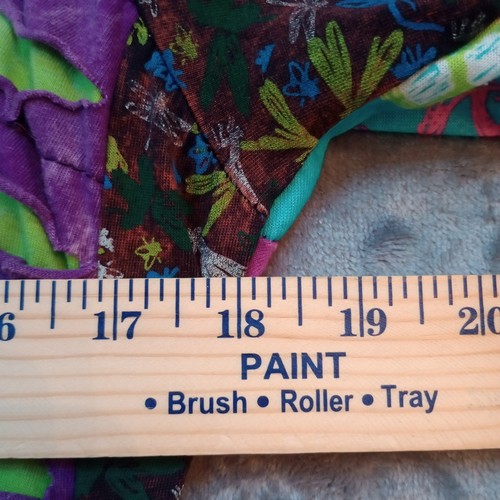 6 17 18 19 20
PAINT
• Brush • Roller • Tray